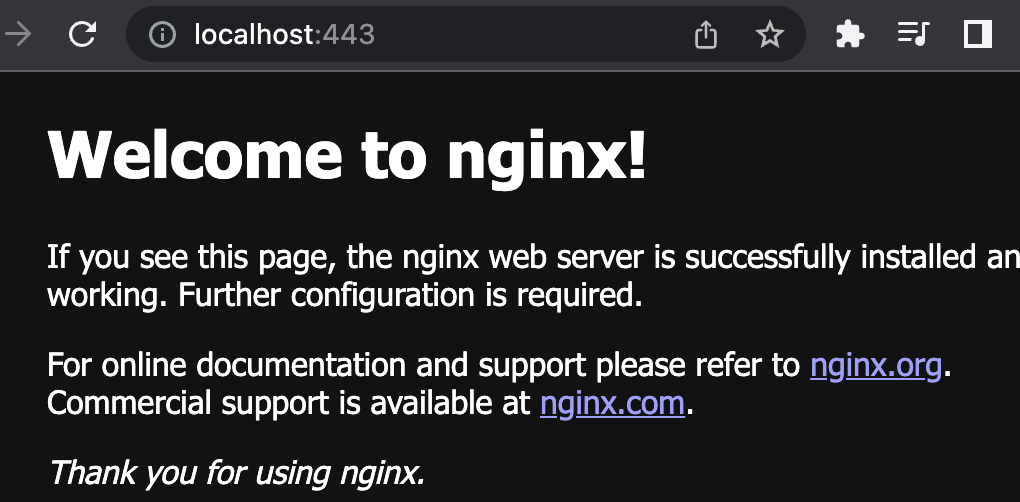 localhost:443
Welcome to nginx!
If you see this page, the nginx web server is successfully installed an
working. Further configuration is required.
For online documentation and support please refer to nginx.org.
Commercial support is available at nginx.com.
Thank you for using nginx.